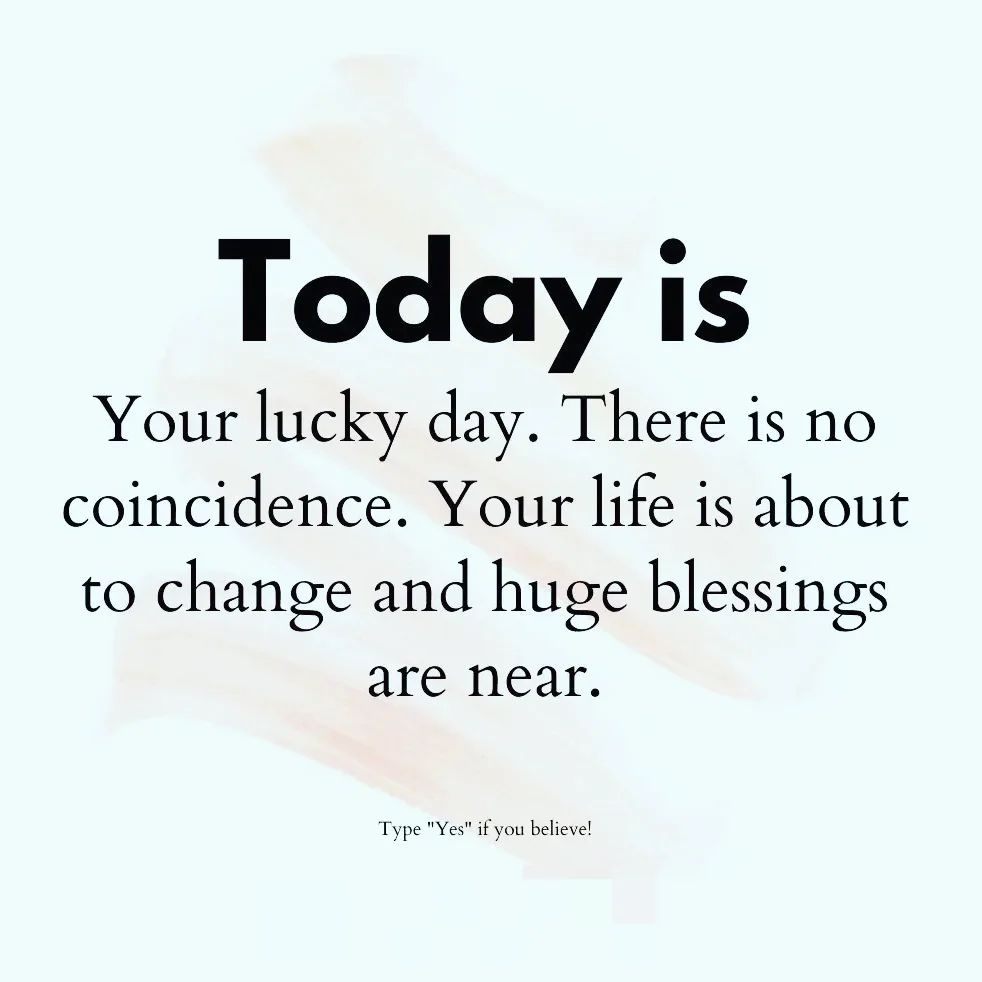 Today is
Your lucky day. There is no
coincidence. Your life is about
to change and huge blessings
are near.
Type "Yes" if you believe!